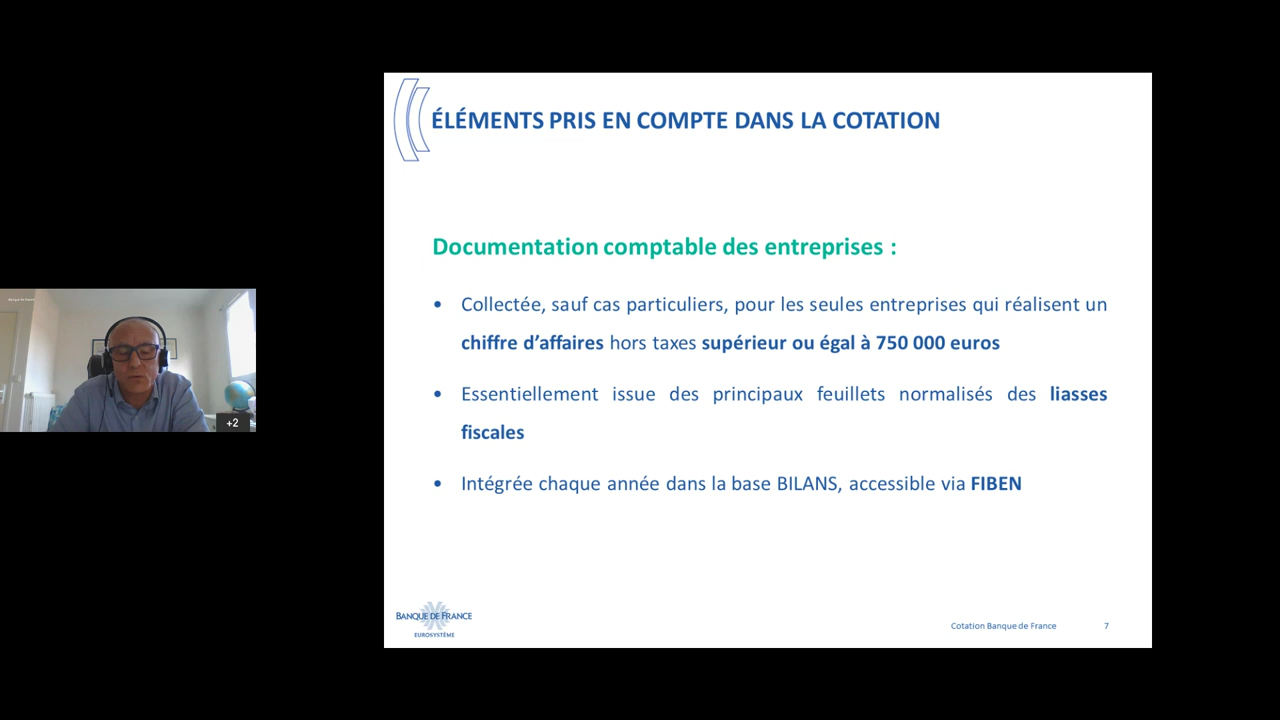 ÉLÉMENTS PRIS EN COMPTE DANS LA COTATION
Documentation comptable des entreprises :
• Collectée, sauf cas particuliers, pour les seules entreprises qui réalisent un
chiffre d’affaires hors taxes supérieur ou égal à 750 000 euros
• Essentiellement issue des principaux feuillets normalisés des liasses
fiscales
• Intégrée chaque année dans la base BILANS, accessible via FIBEN
+2
BANQUE DE FRANCE
EUROSYSTÈME
Cotation Banque de France 7